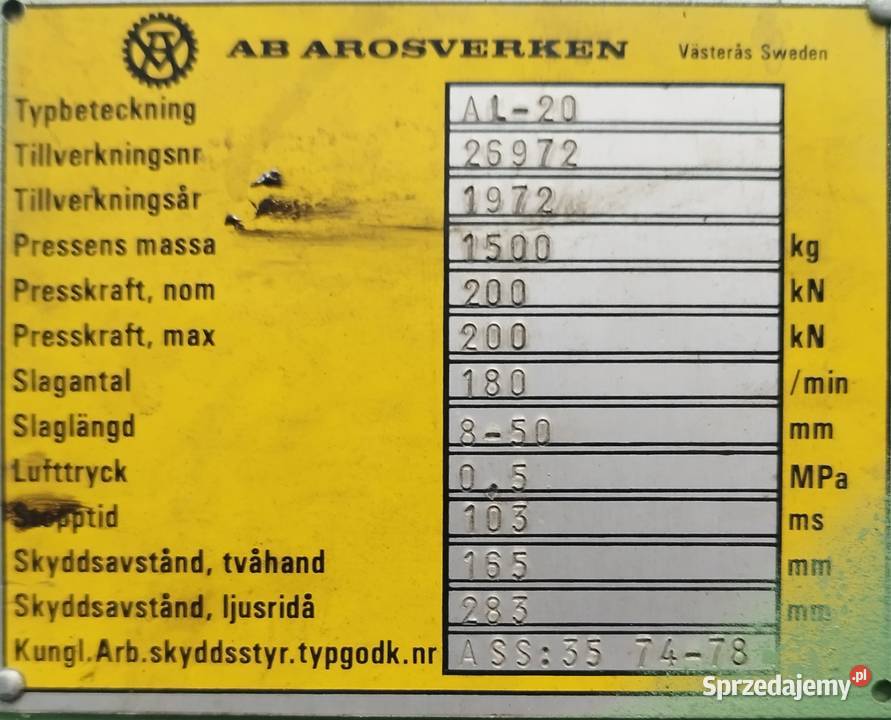 AB AROSVERKEN Västerås Sweden
Typbeteckning AL-20
Tillverkningsnr 26972
Tillverkningsår 1972
Pressens massa 1500 kg
Presskraft, nom 200 kN
Presskraft, max 200 kN
Slagantal 180 /min
Slaglängd 8-50 mm
Lufttryck 0,5 MPa
Stopptid 103 ms
Skyddsavstånd, tvåhand 165 mm
Skyddsavstånd, ljusridå 283 mm
Kungl.Arb.skyddsstyr.typgodk.nr ASS:35 74-78
Sprzedajemy.pl